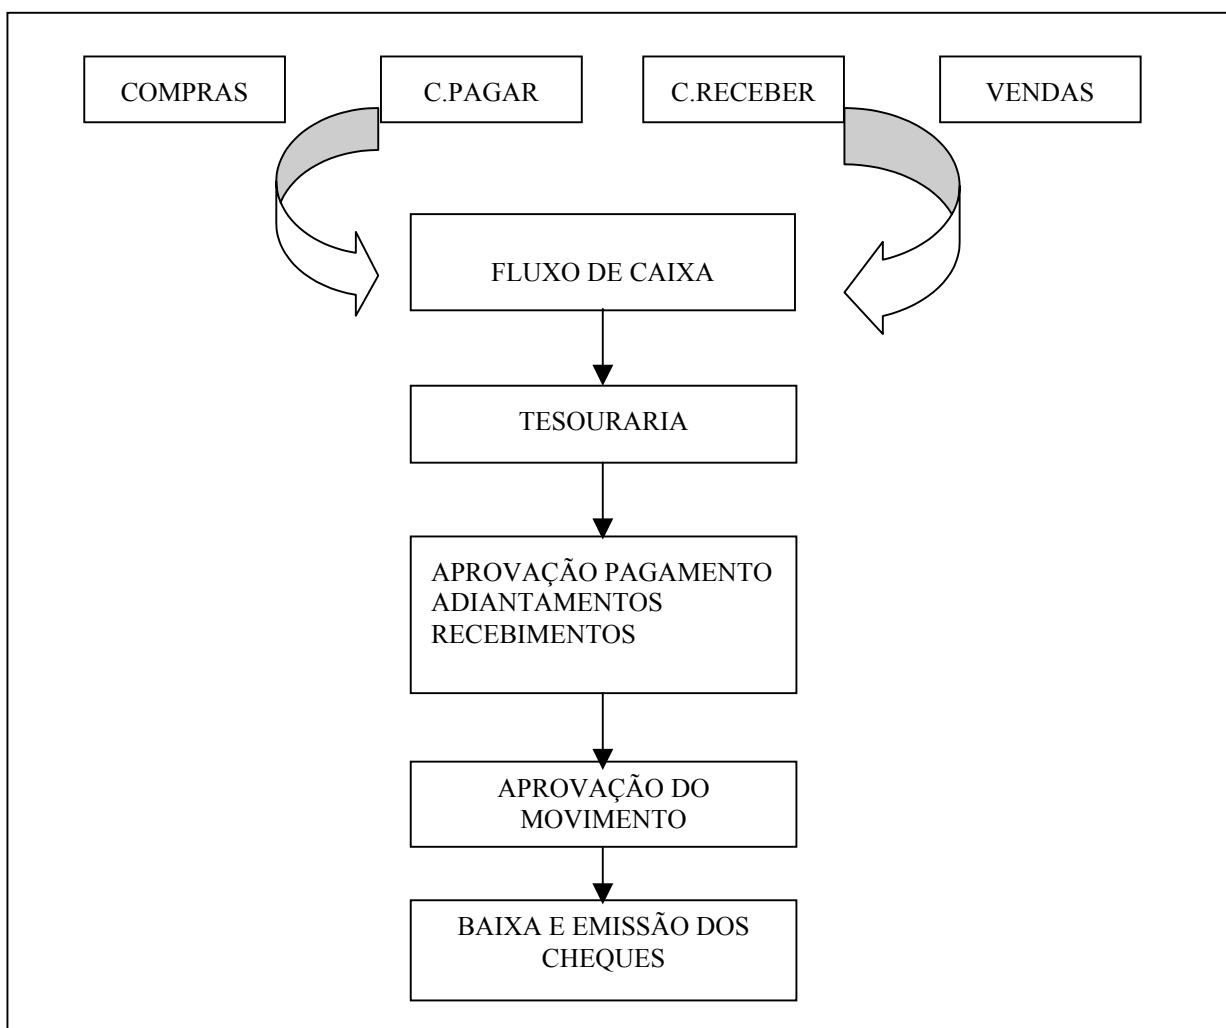 COMPRAS
C.PAGAR
C.RECEBER
VENDAS
FLUXO DE CAIXA
TESOURARIA
APROVAÇÃO PAGAMENTO
ADIANTAMENTOS
RECEBIMENTOS
APROVAÇÃO DO
MOVIMENTO
BAIXA E EMISSÃO DOS
CHEQUES